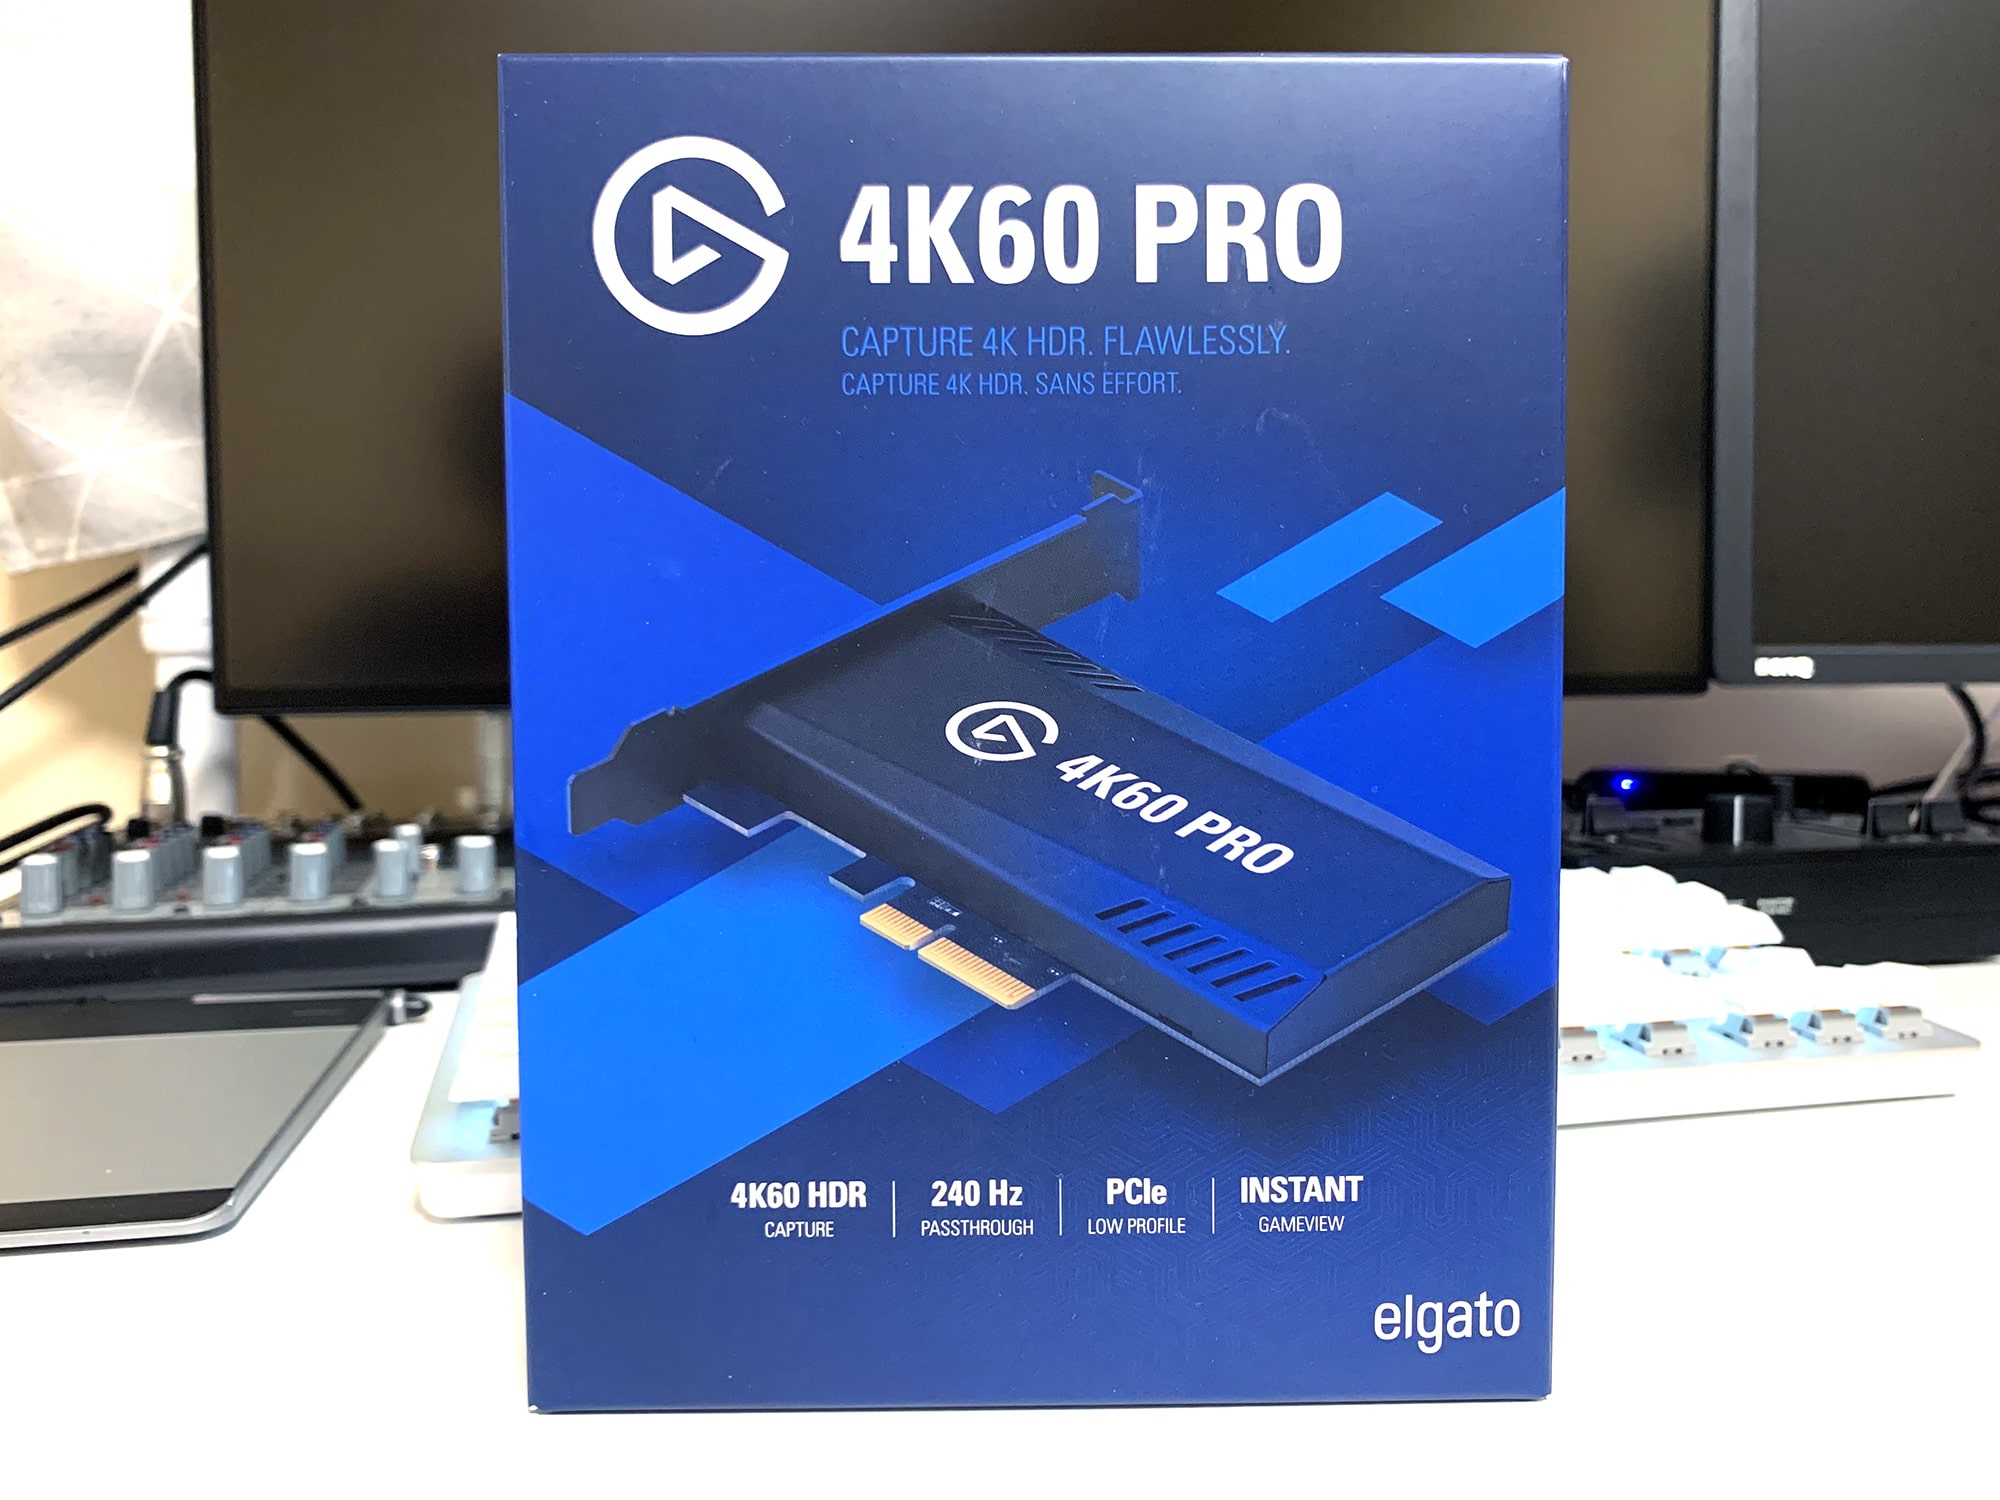 4K60 PRO
CAPTURE 4K HDR. FLAWLESSLY.
CAPTURE 4K HDR. SANS EFFORT.
4K60 PRO
4K60 HDR
CAPTURE
240 Hz
PASSTHROUGH
PCIe
LOW PROFILE
INSTANT
GAMEVIEW
elgato
BenQ